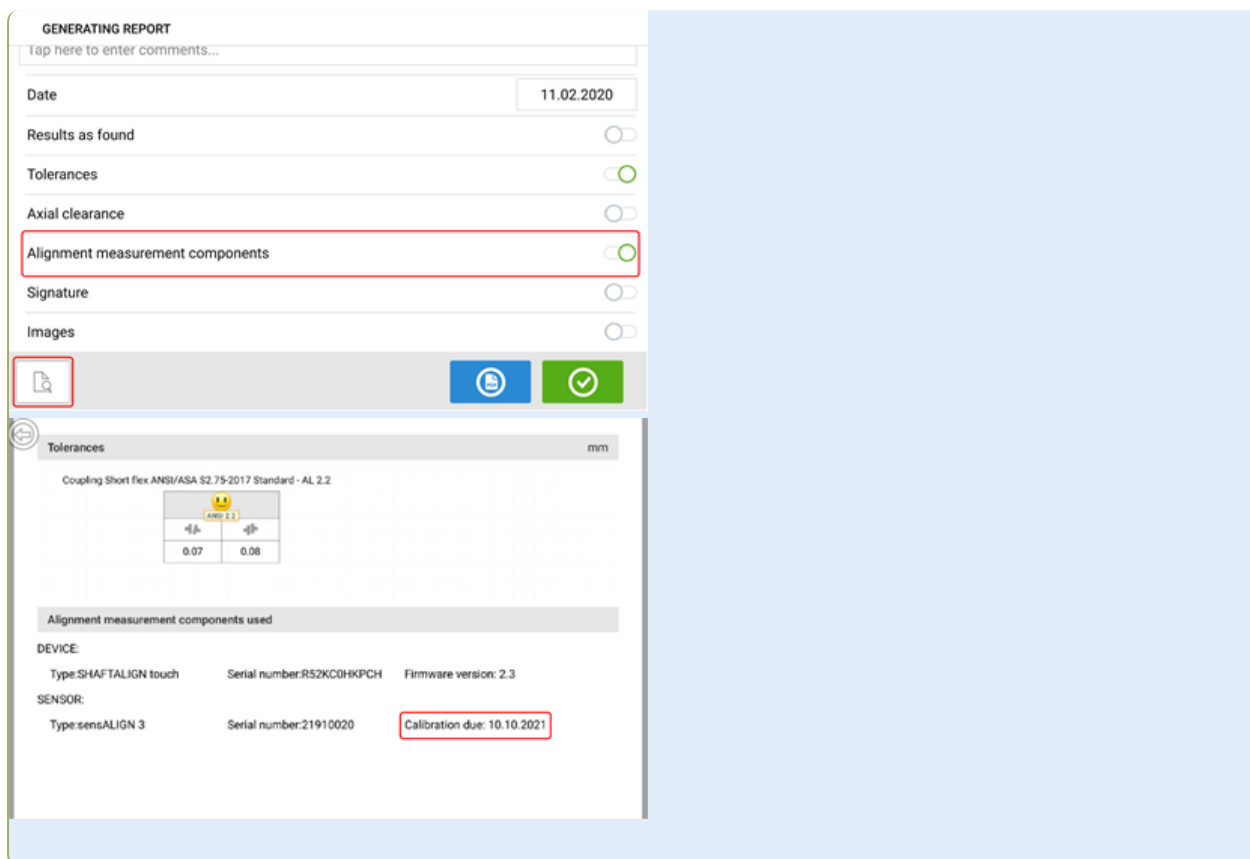 GENERATING REPORT
Tap here to enter comments...
Date 11.02.2020
Results as found
Tolerances
Axial clearance
Alignment measurement components
Signature
Images
Tolerances mm
Coupling Short flex ANSI/ASA S2.75-2017 Standard - AL 2.2
ANSI 2.2
0.07 0.08
Alignment measurement components used
DEVICE:
Type:SHAFTALIGN touch Serial number:R52KC0HKPCH Firmware version: 2.3
SENSOR:
Type:sensALIGN 3 Serial number:21910020 Calibration due: 10.10.2021